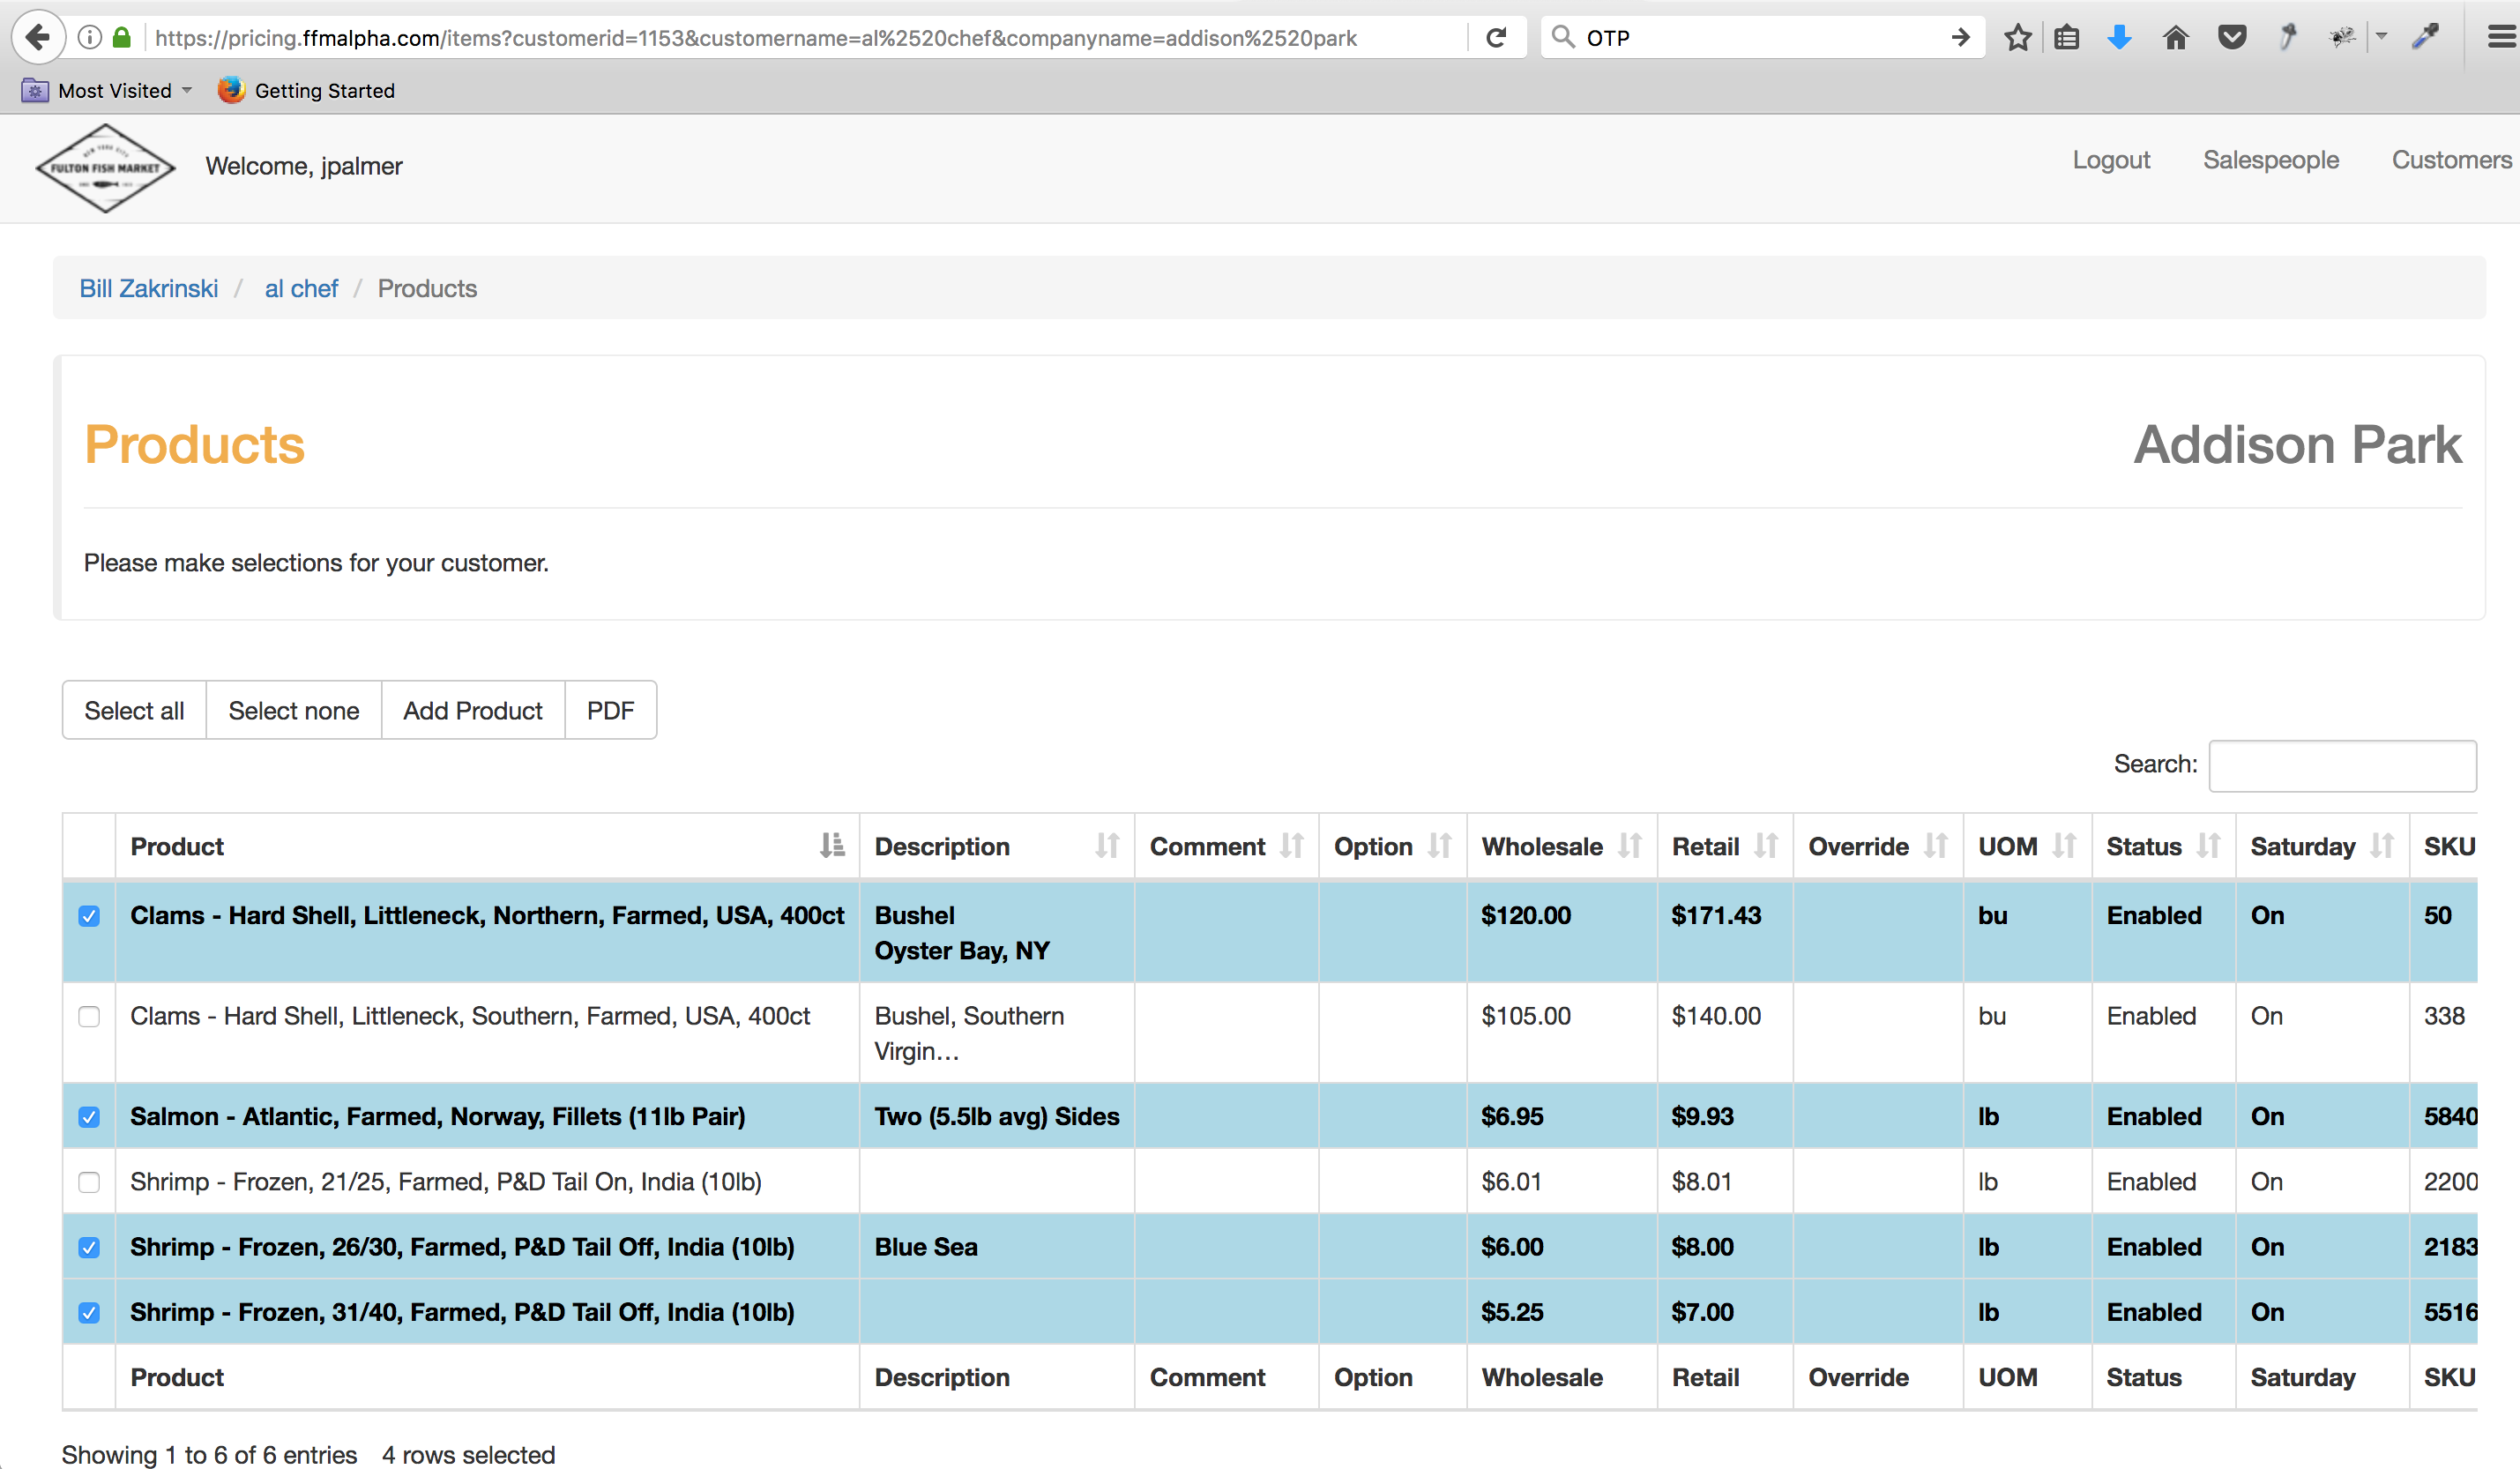 https://pricing.ffmalpha.com/items?customerid=1153&customername=al%2520chef&companyname=addison%2520park
OTP
Most Visited
Getting Started
NEW YORK CITY
FULTON FISH MARKET
Welcome, jpalmer
Logout Salespeople Customers
Bill Zakrinski / al chef / Products
Products Addison Park
Please make selections for your customer.
Select all Select none Add Product PDF
Search:
Product Description Comment Option Wholesale Retail Override UOM Status Saturday SKU
Clams - Hard Shell, Littleneck, Northern, Farmed, USA, 400ct Bushel $120.00 $171.43 bu Enabled On 50
Oyster Bay, NY
Clams - Hard Shell, Littleneck, Southern, Farmed, USA, 400ct Bushel, Southern $105.00 $140.00 bu Enabled On 338
Virgin…
Salmon - Atlantic, Farmed, Norway, Fillets (11lb Pair) Two (5.5lb avg) Sides $6.95 $9.93 lb Enabled On 5840
Shrimp - Frozen, 21/25, Farmed, P&D Tail On, India (10lb) $6.01 $8.01 lb Enabled On 2200
Shrimp - Frozen, 26/30, Farmed, P&D Tail Off, India (10lb) Blue Sea $6.00 $8.00 lb Enabled On 2183
Shrimp - Frozen, 31/40, Farmed, P&D Tail Off, India (10lb) $5.25 $7.00 lb Enabled On 5516
Product Description Comment Option Wholesale Retail Override UOM Status Saturday SKU
Showing 1 to 6 of 6 entries 4 rows selected